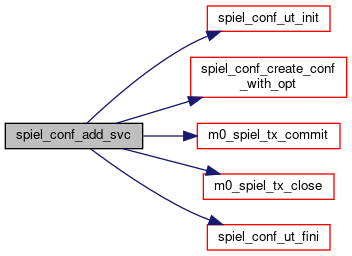 spiel_conf_ut_init
spiel_conf_create_conf
_with_opt
spiel_conf_add_svc
m0_spiel_tx_commit
m0_spiel_tx_close
spiel_conf_ut_fini